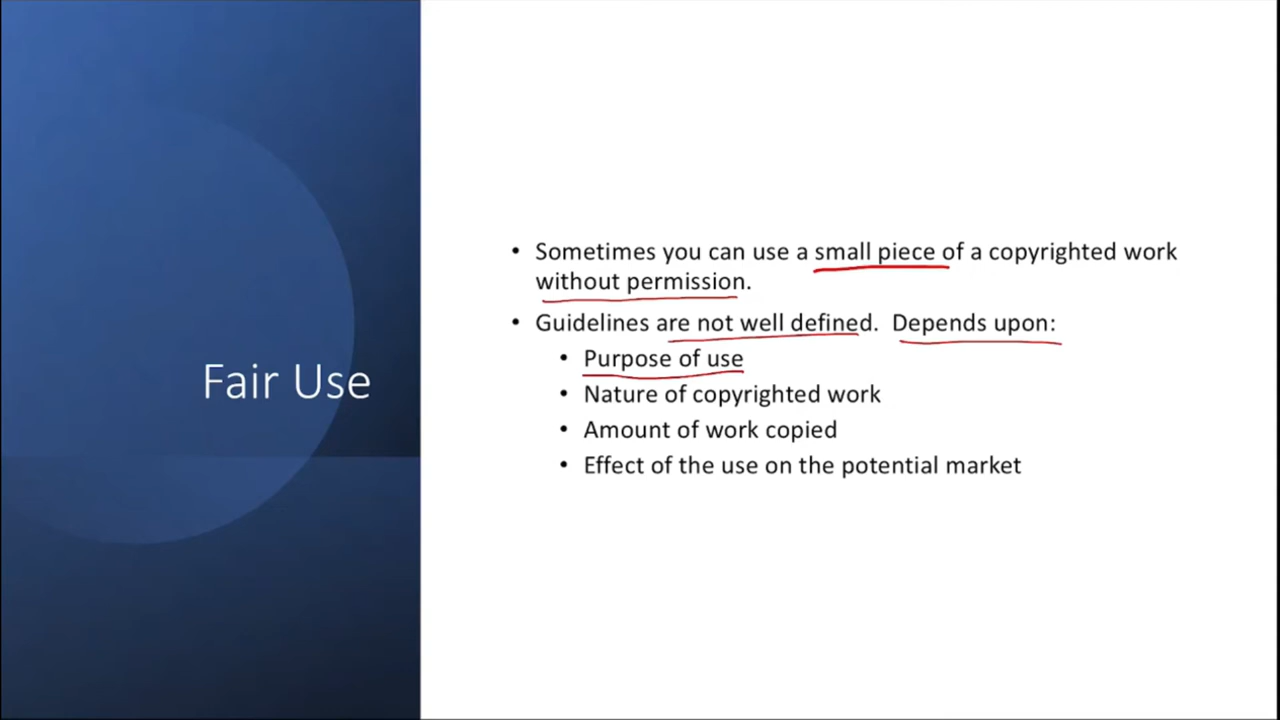 Fair Use
• Sometimes you can use a small piece of a copyrighted work
without permission.
• Guidelines are not well defined. Depends upon:
• Purpose of use
• Nature of copyrighted work
• Amount of work copied
• Effect of the use on the potential market